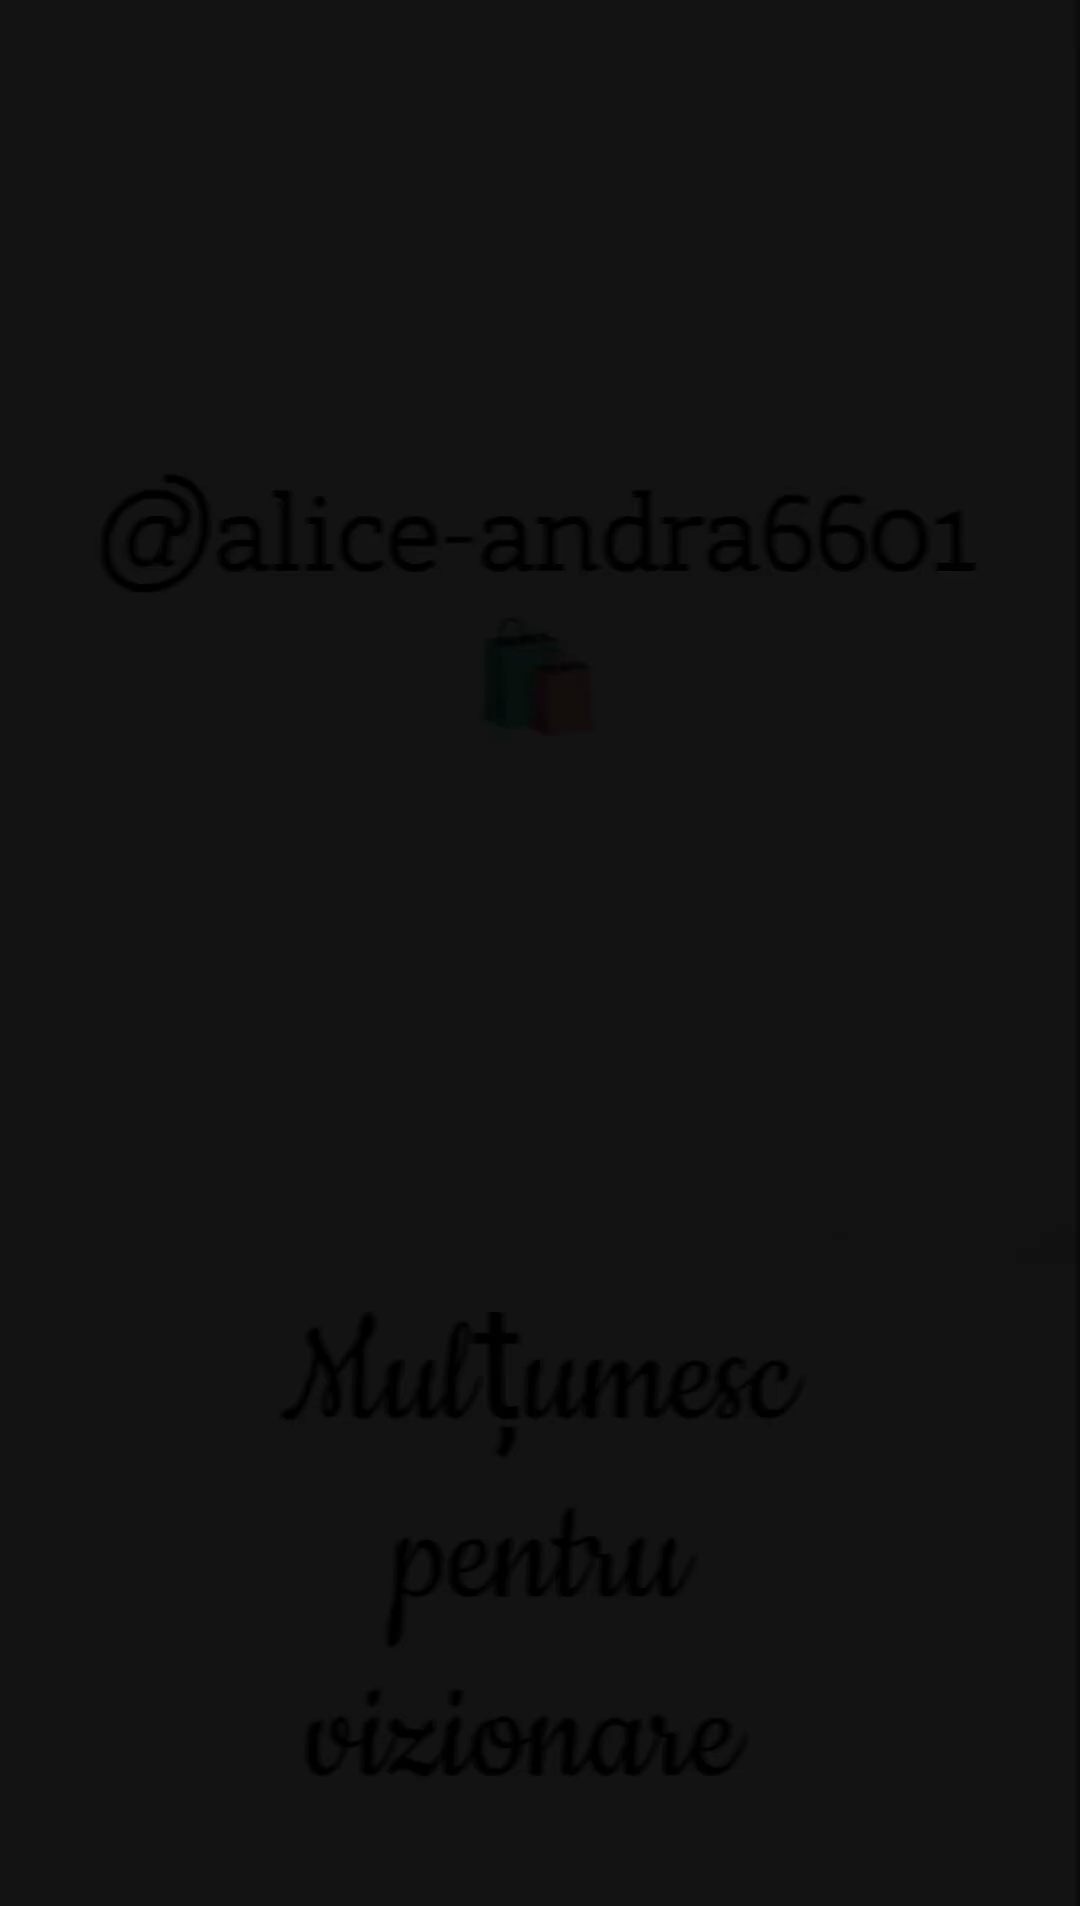 @alice-andra6601
🛍️
Mulțumesc
pentru
vizionare